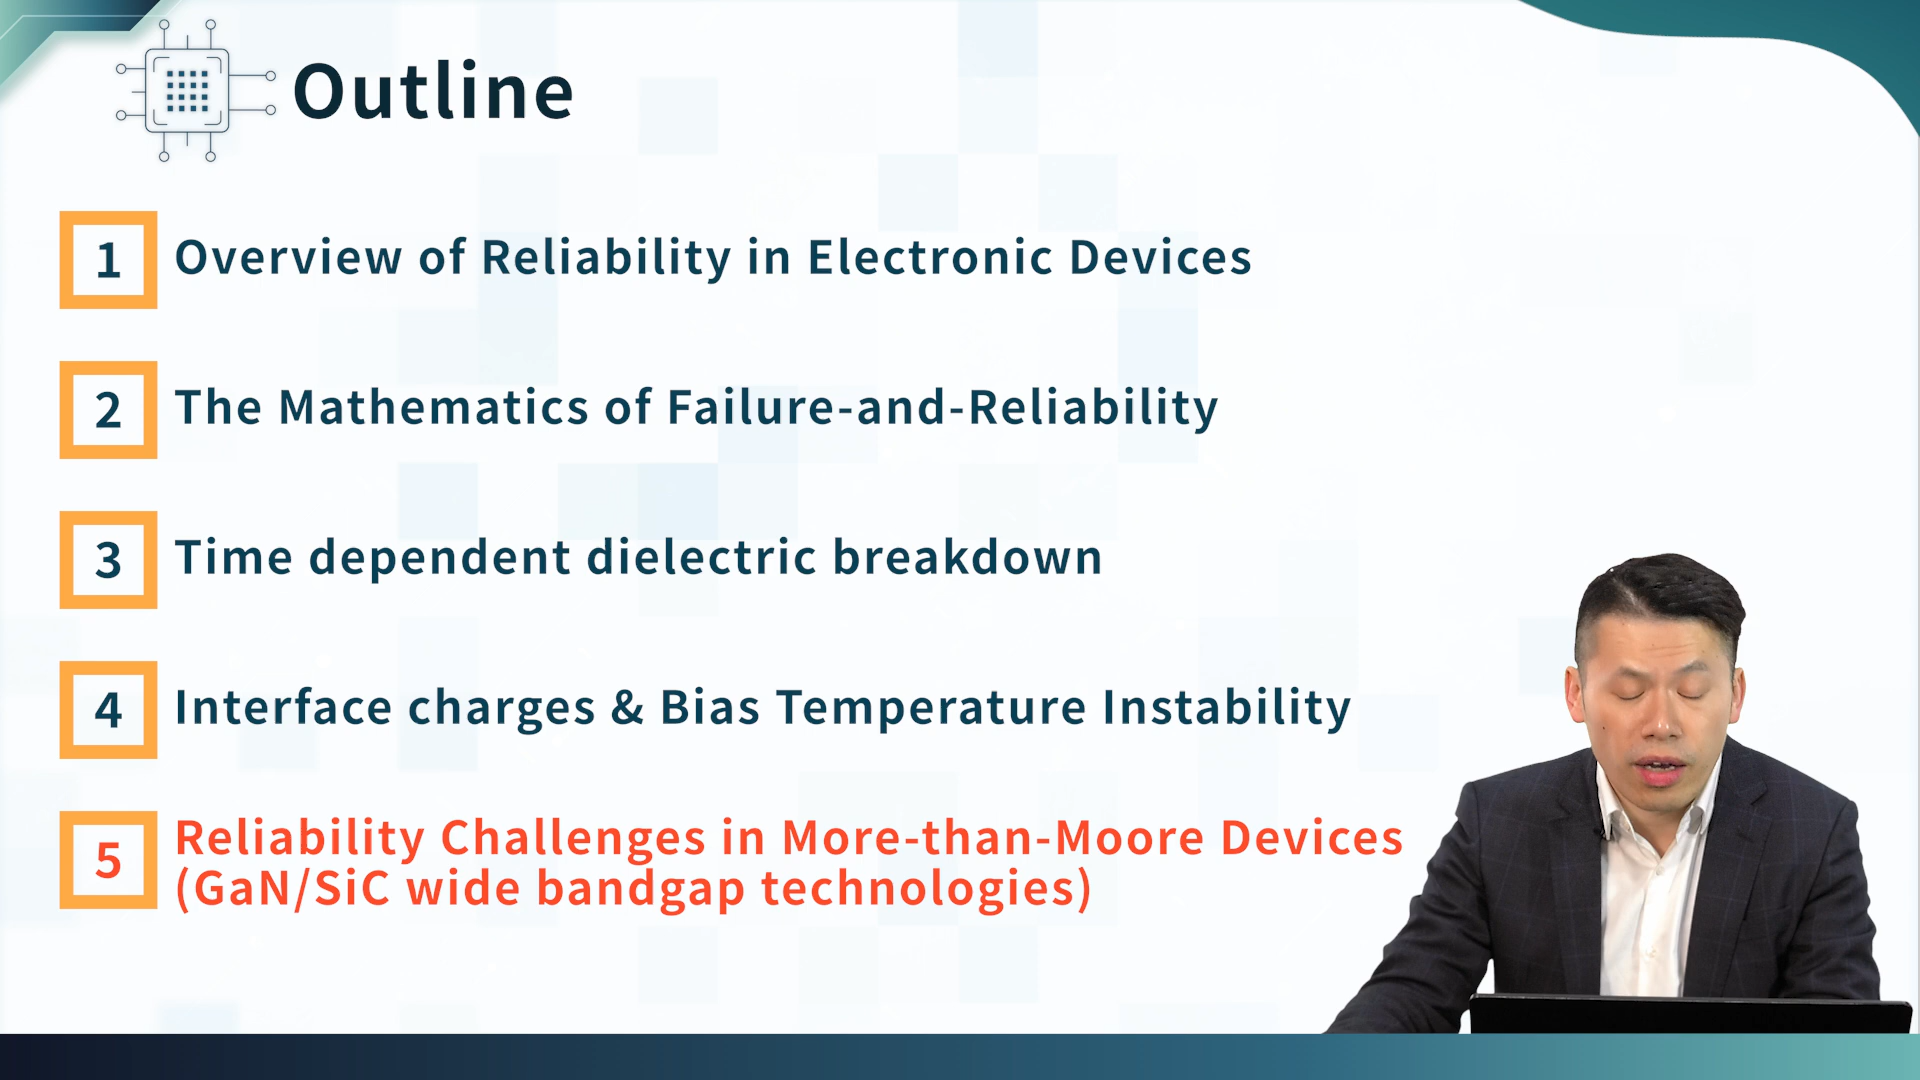 Outline
1 Overview of Reliability in Electronic Devices
2 The Mathematics of Failure-and-Reliability
3 Time dependent dielectric breakdown
4 Interface charges & Bias Temperature Instability
5 Reliability Challenges in More-than-Moore Devices
(GaN/SiC wide bandgap technologies)